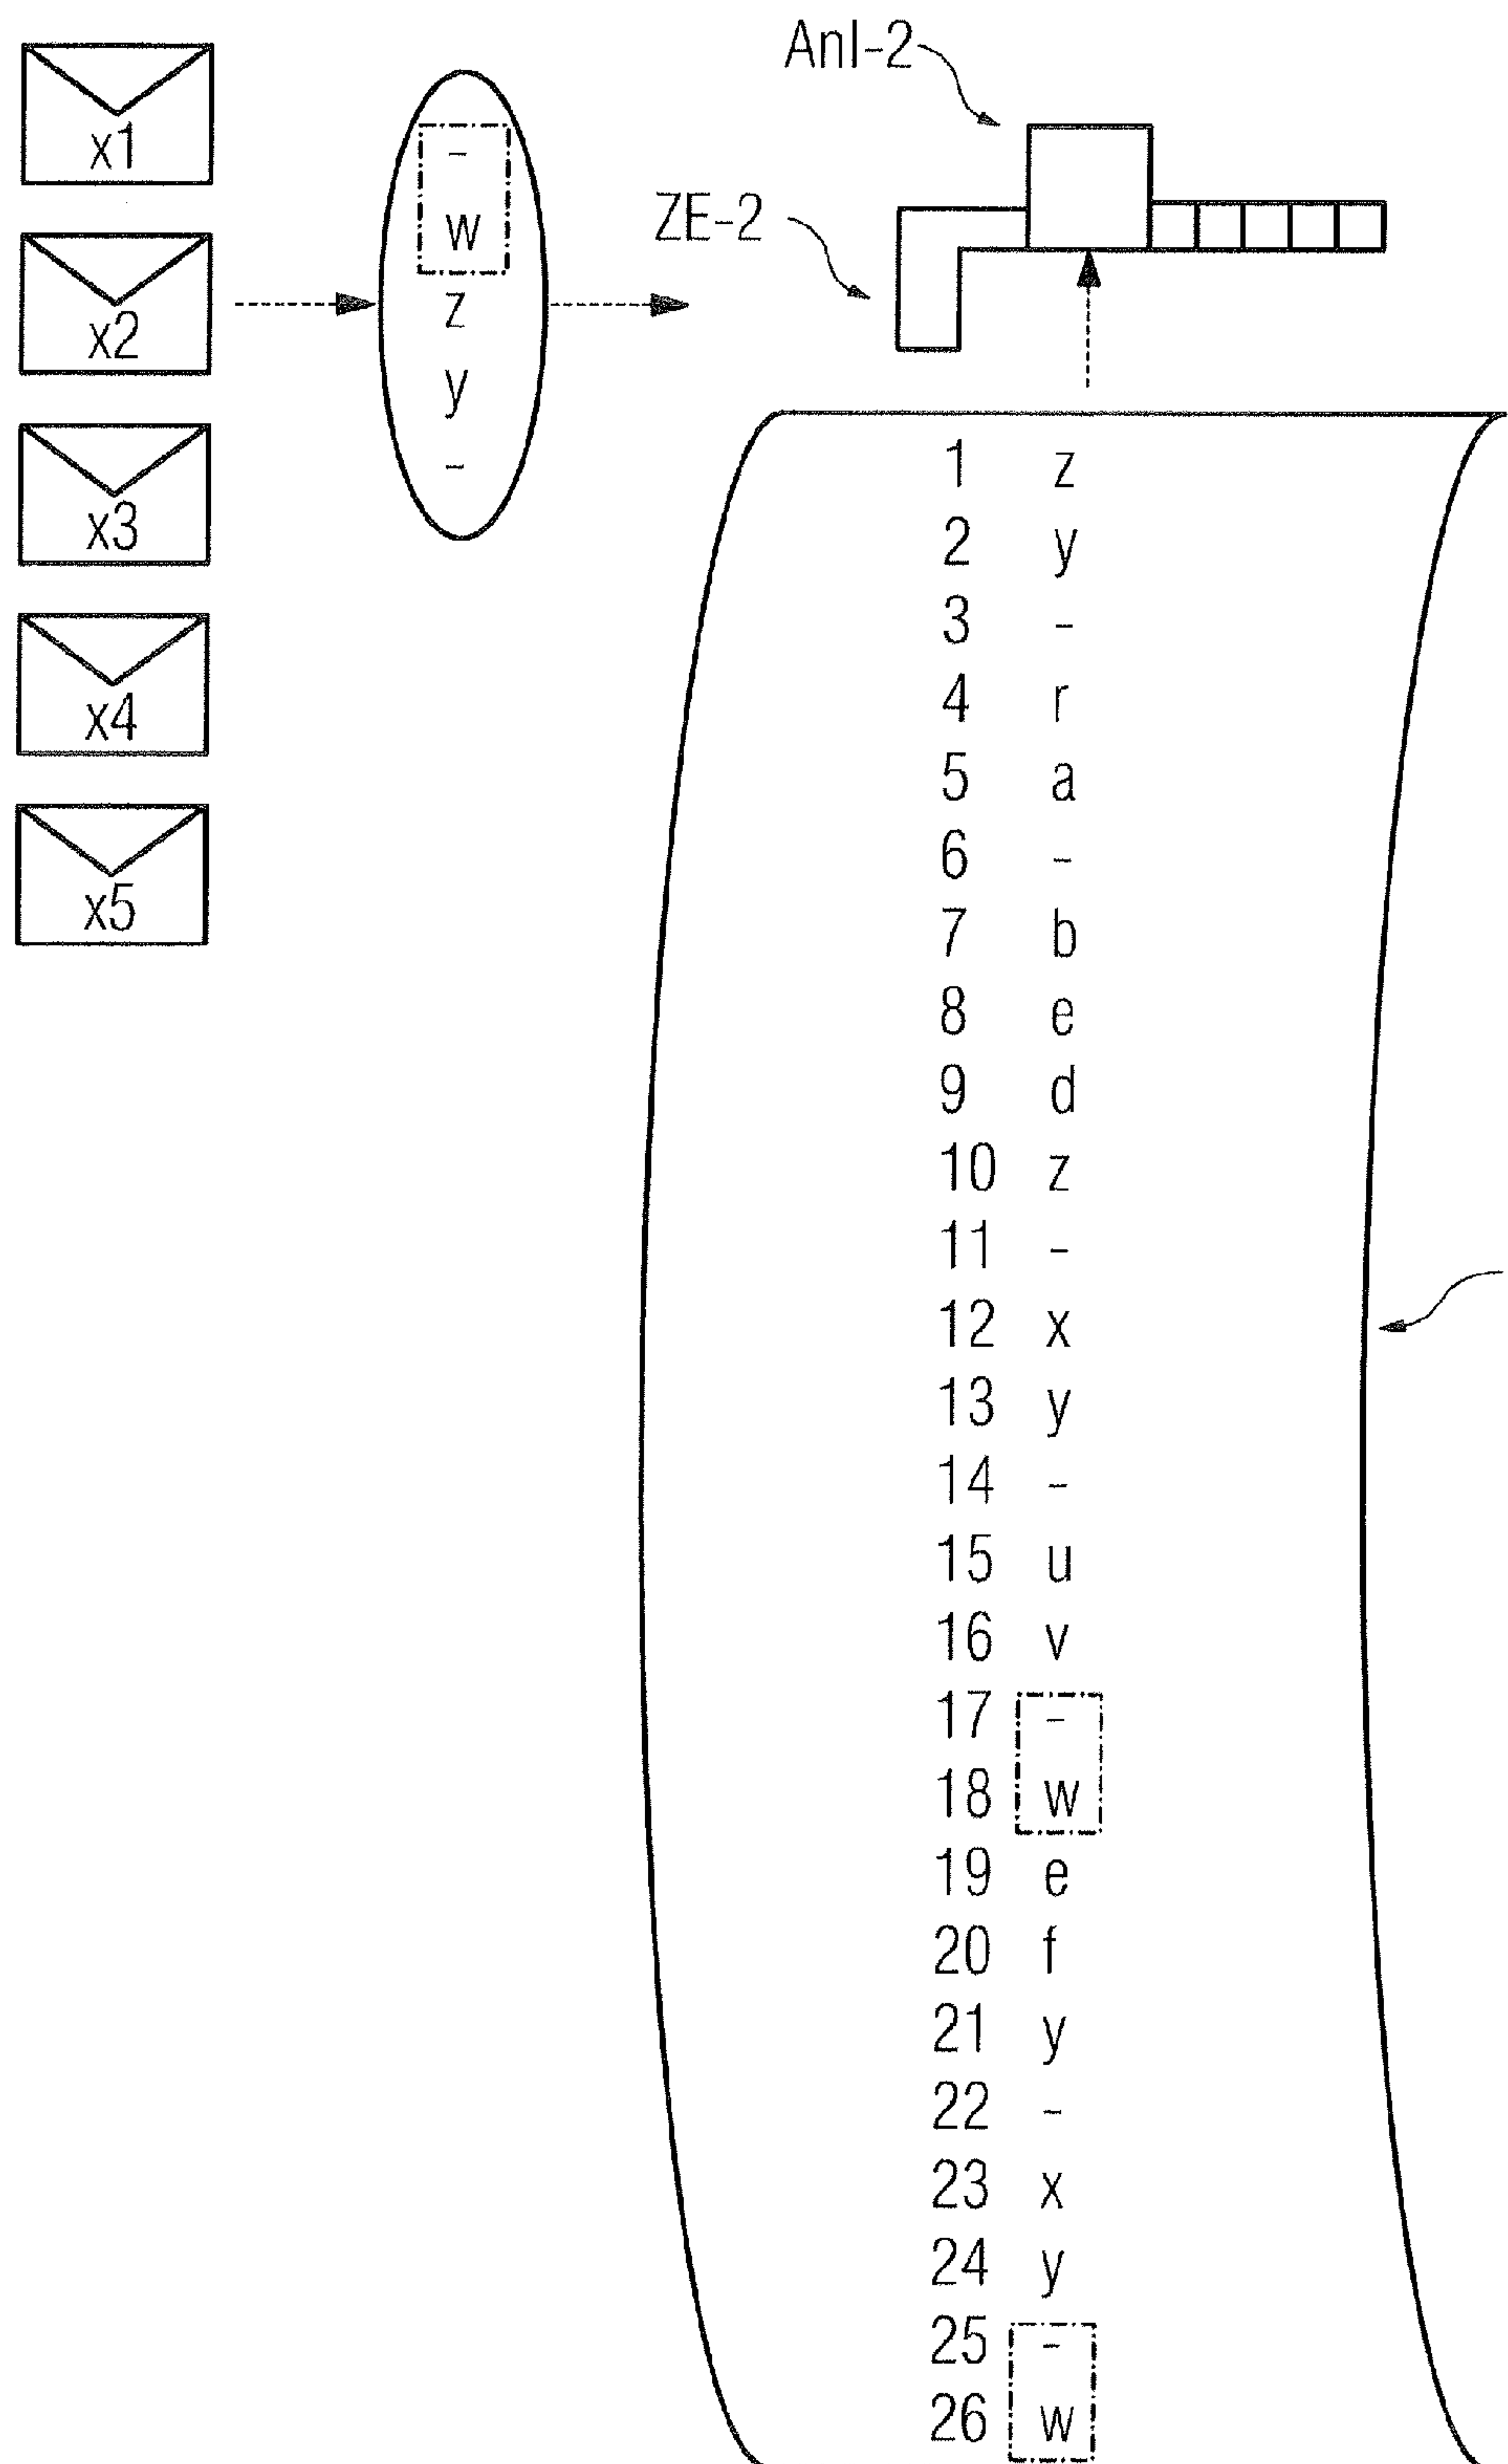 AnI-2
ZE-2
x1
x2
x3
x4
x5
-
w
z
y
-
1 z
2 y
3 -
4 r
5 a
6 -
7 b
8 e
9 d
10 z
11 -
12 x
13 y
14 -
15 u
16 v
17 -
18 w
19 e
20 f
21 y
22 -
23 x
24 y
25 -
26 w